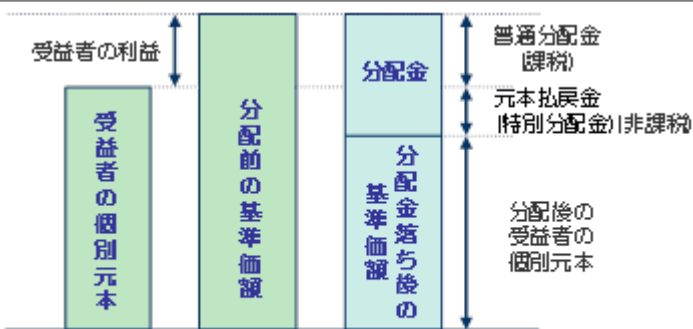 受益者の利益
受益者の個別元本
分配前の基準価額
分配金
分配金落ち後の
基準価額
普通分配金
(課税)
元本払戻金
(特別分配金)(非課税)
分配後の
受益者の
個別元本